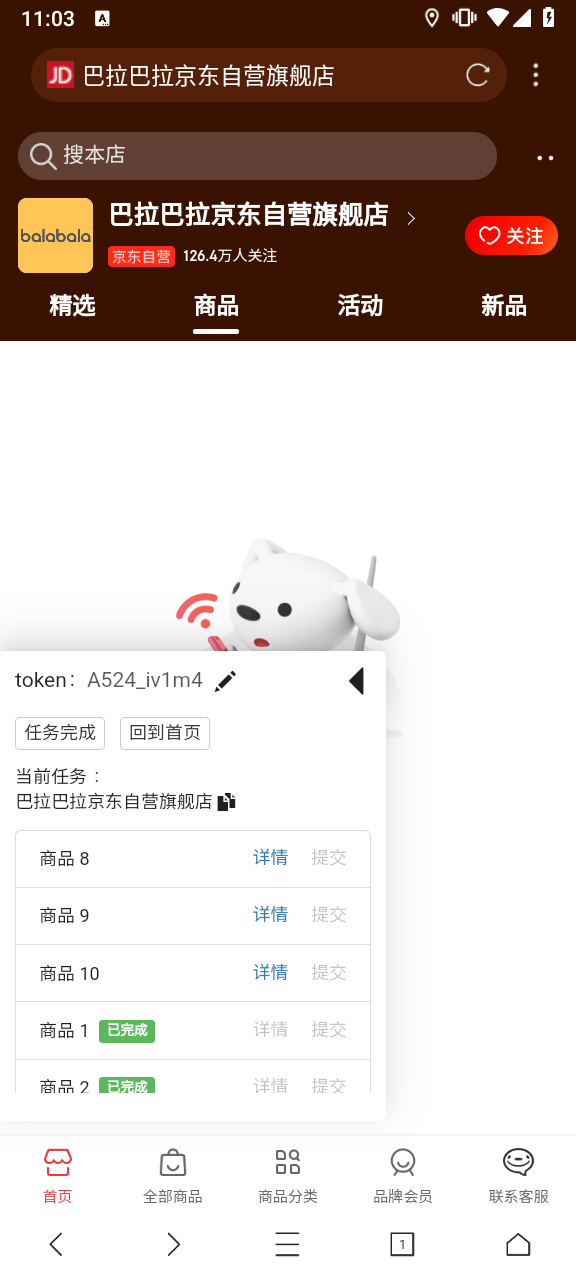 11:03
A
JD 巴拉巴拉京东自营旗舰店
搜本店
balabala
巴拉巴拉京东自营旗舰店
京东自营 126.4万人关注
关注
精选 商品 活动 新品
token: A524_iv1m4
任务完成 回到首页
当前任务：
巴拉巴拉京东自营旗舰店
商品 8 详情 提交
商品 9 详情 提交
商品 10 详情 提交
商品 1 已完成 详情 提交
商品 2 已完成 详情 提交
首页 全部商品 商品分类 品牌会员 联系客服
1